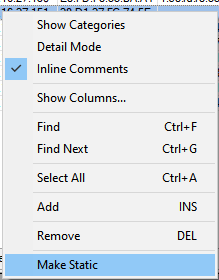 Show Categories
Detail Mode
Inline Comments
Show Columns...
Find Ctrl+F
Find Next Ctrl+G
Select All Ctrl+A
Add INS
Remove DEL
Make Static